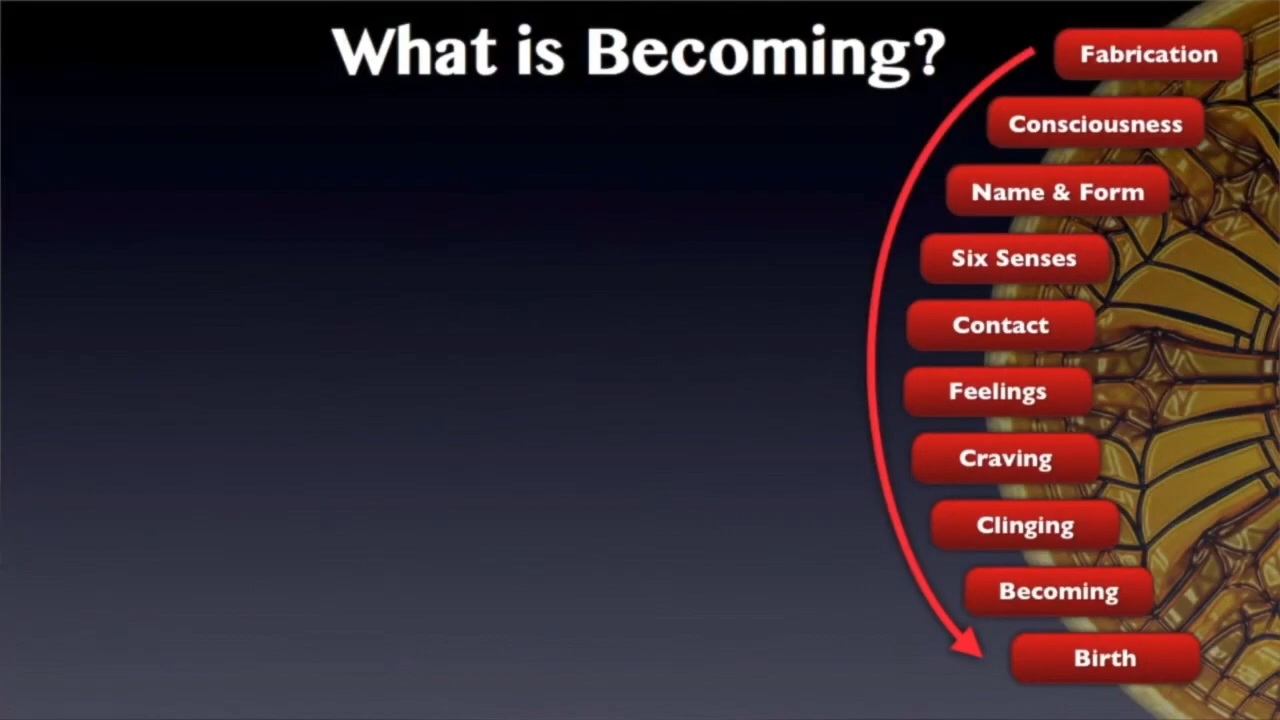 What is Becoming?
Fabrication
Consciousness
Name & Form
Six Senses
Contact
Feelings
Craving
Clinging
Becoming
Birth